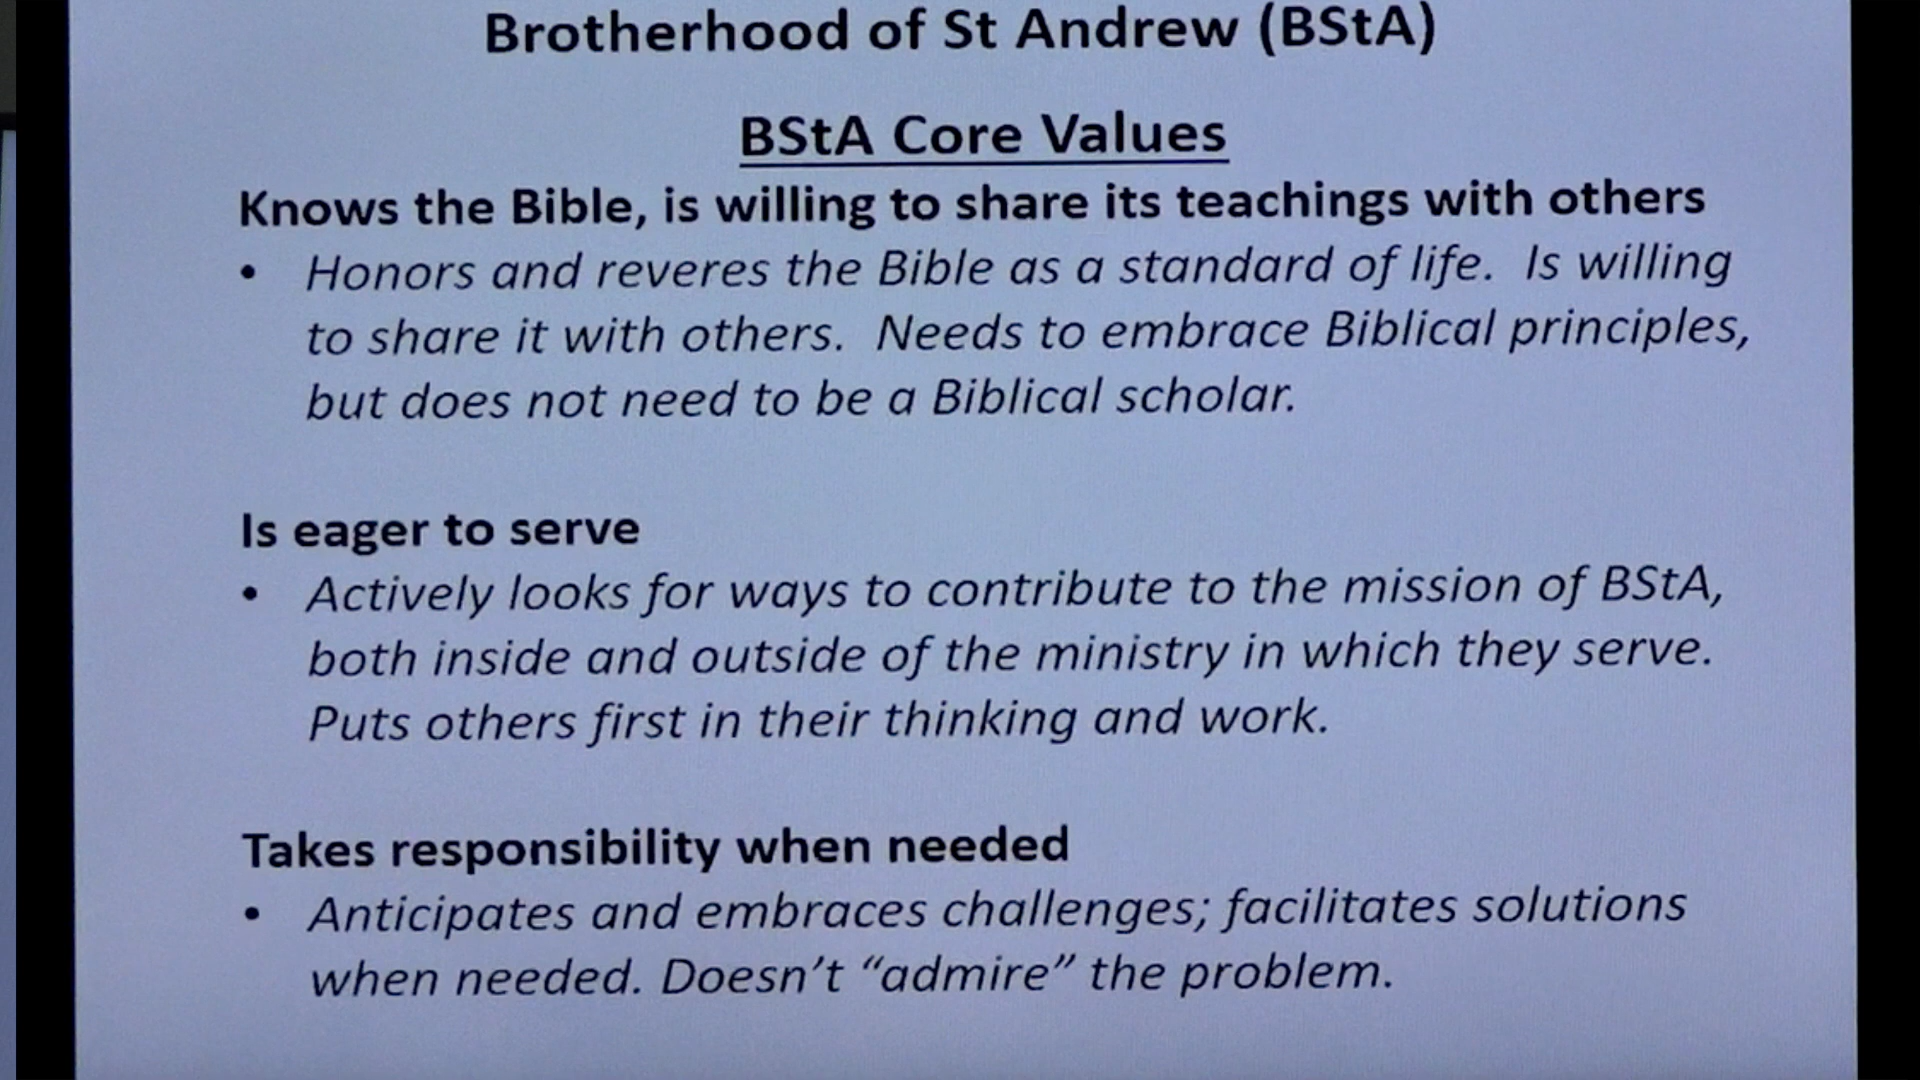 Brotherhood of St Andrew (BStA)
BStA Core Values
Knows the Bible, is willing to share its teachings with others
• Honors and reveres the Bible as a standard of life. Is willing
to share it with others. Needs to embrace Biblical principles,
but does not need to be a Biblical scholar.
Is eager to serve
• Actively looks for ways to contribute to the mission of BStA,
both inside and outside of the ministry in which they serve.
Puts others first in their thinking and work.
Takes responsibility when needed
• Anticipates and embraces challenges; facilitates solutions
when needed. Doesn’t “admire” the problem.